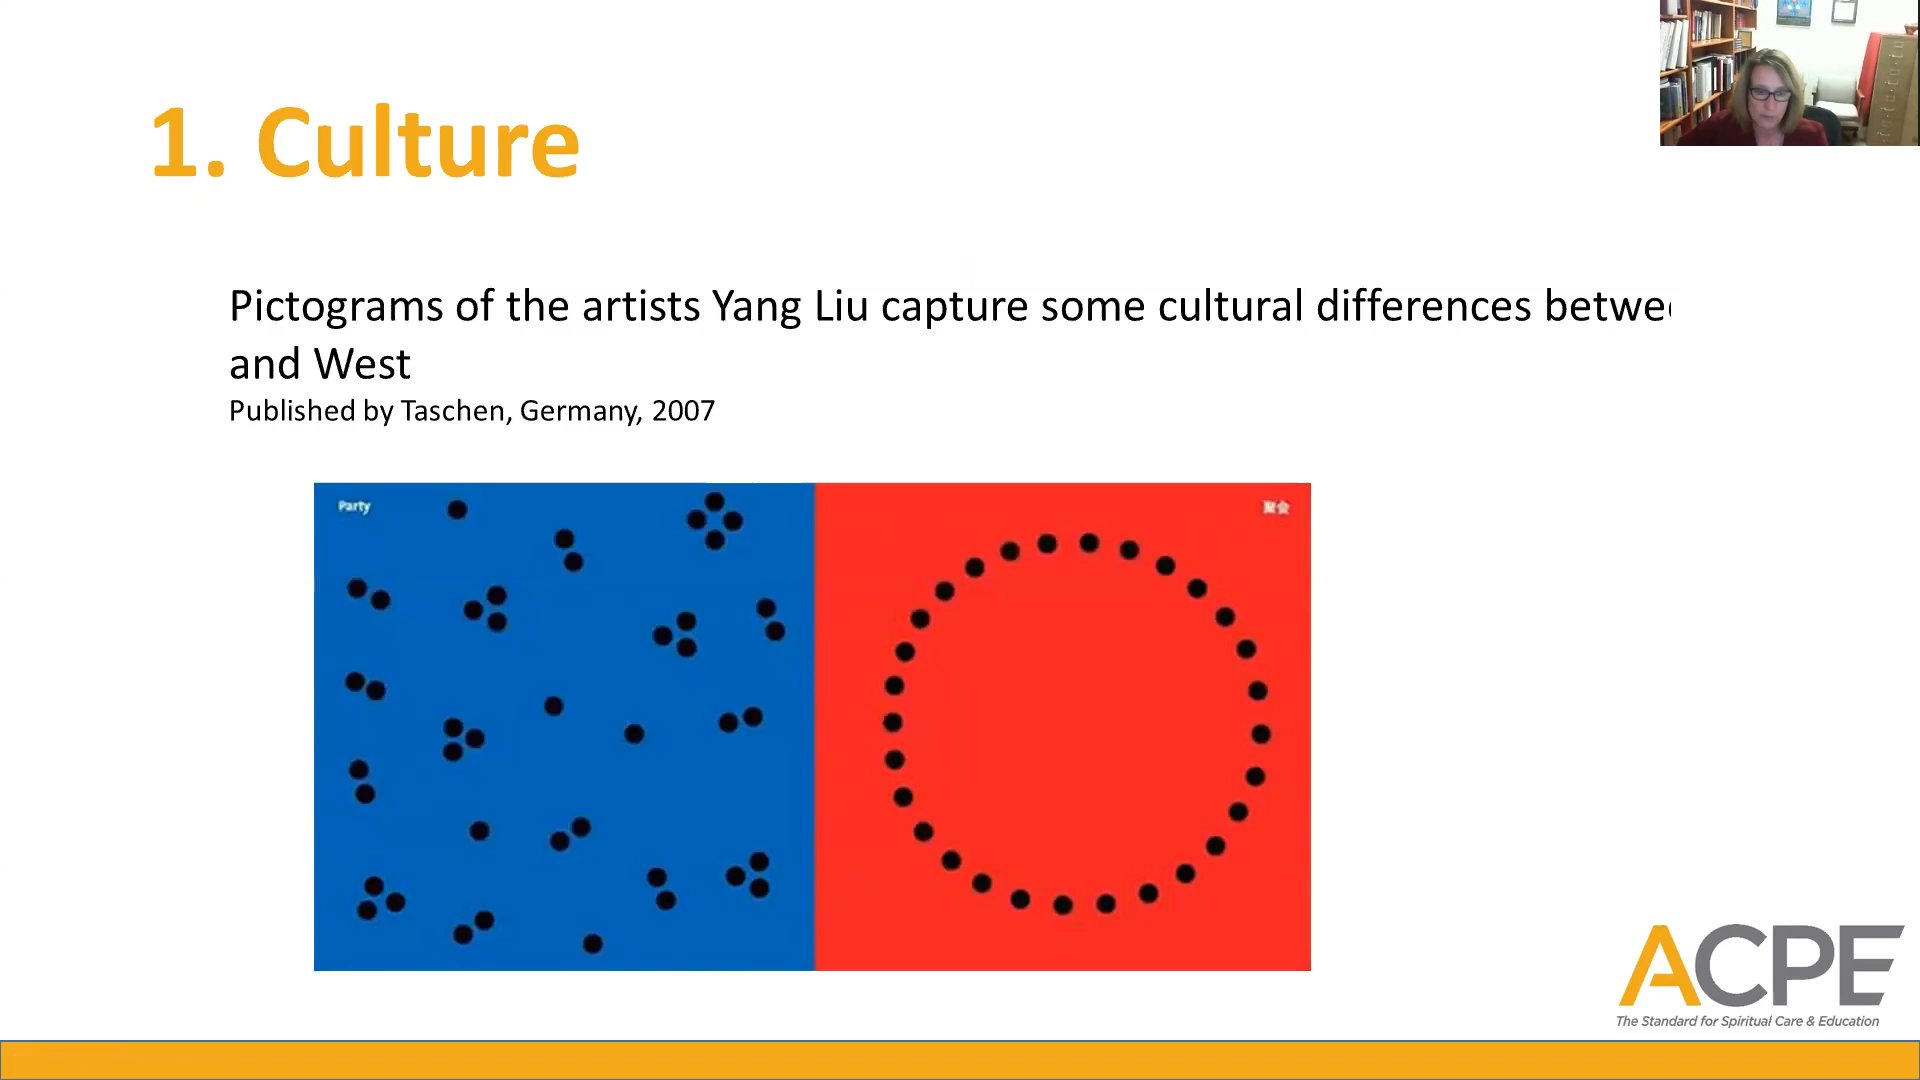 1. Culture
Pictograms of the artists Yang Liu capture some cultural differences betwe
and West
Published by Taschen, Germany, 2007
Party
聚会
ACPE
The Standard for Spiritual Care & Education